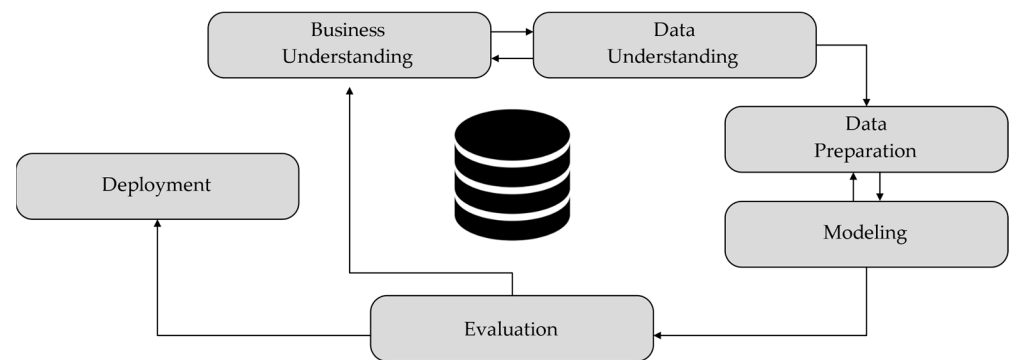 Business
Understanding
Data
Understanding
Data
Preparation
Deployment
Modeling
Evaluation